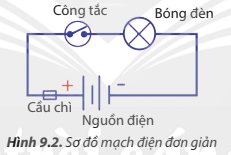 Công tắc
Bóng đèn
+
−
Cầu chì
Nguồn điện
Hình 9.2. Sơ đồ mạch điện đơn giản